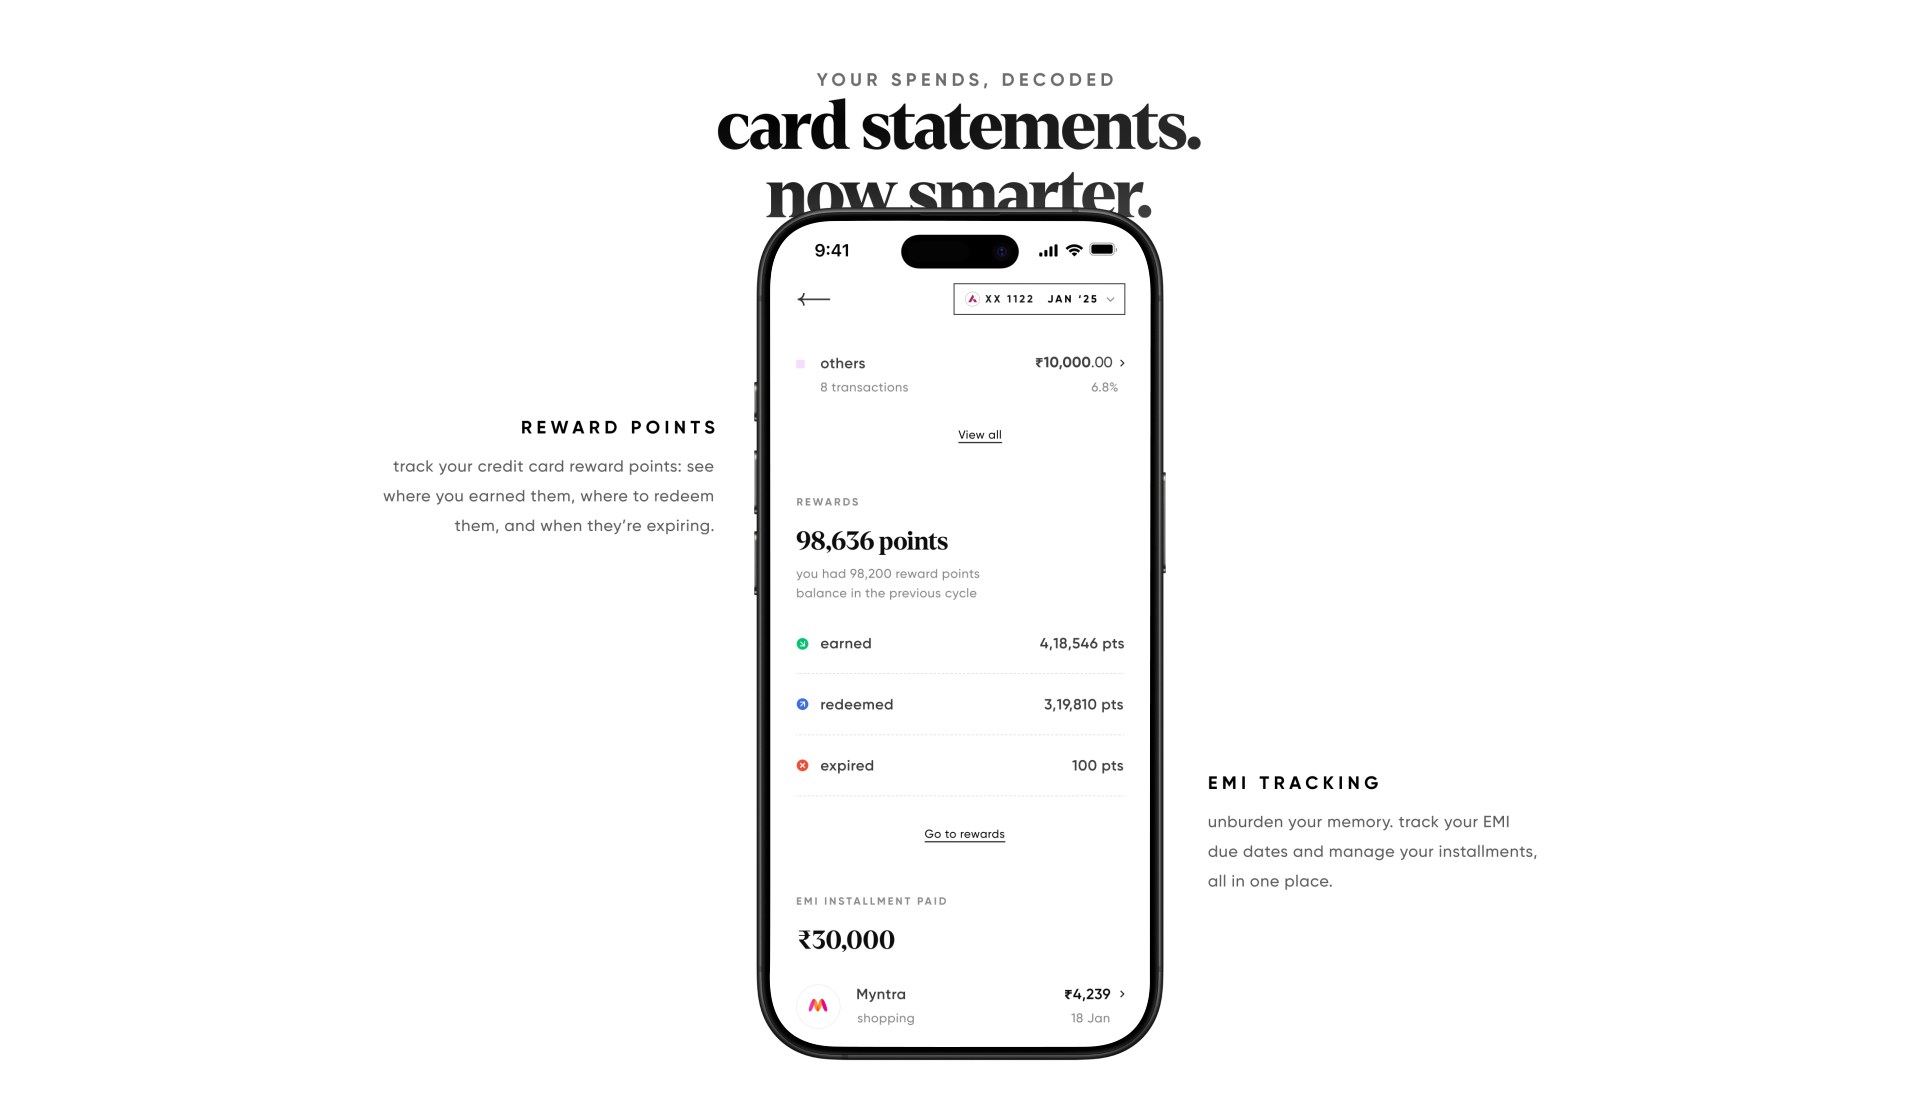 YOUR SPENDS, DECODED
card statements.
now smarter.
9:41
XX 1122 JAN ‘25
others ₹10,000.00
8 transactions 6.8%
View all
REWARD POINTS
track your credit card reward points: see
where you earned them, where to redeem
them, and when they’re expiring.
REWARDS
98,636 points
you had 98,200 reward points
balance in the previous cycle
earned 4,18,546 pts
redeemed 3,19,810 pts
expired 100 pts
Go to rewards
EMI TRACKING
unburden your memory. track your EMI
due dates and manage your installments,
all in one place.
EMI INSTALLMENT PAID
₹30,000
Myntra ₹4,239
shopping 18 Jan